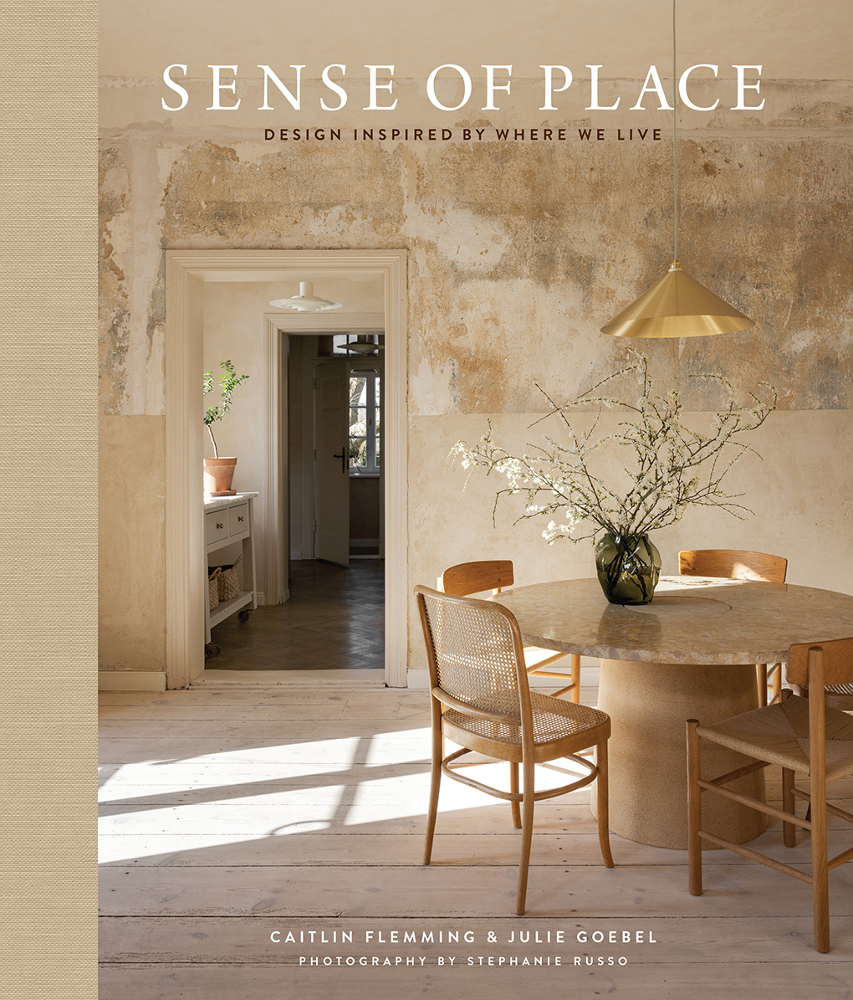 SENSE OF PLACE
DESIGN INSPIRED BY WHERE WE LIVE
CAITLIN FLEMMING & JULIE GOEBEL
PHOTOGRAPHY BY STEPHANIE RUSSO